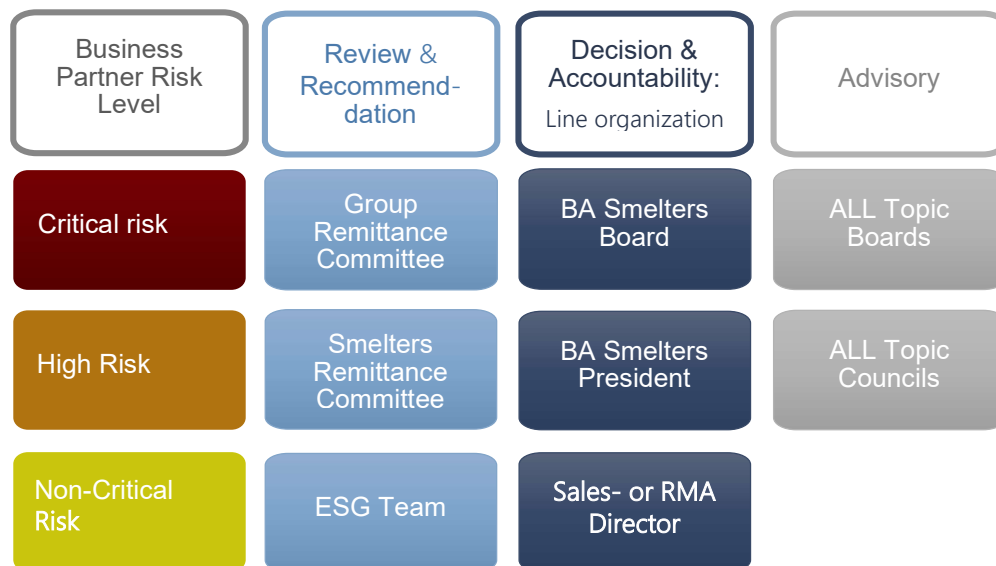 Business
Partner Risk
Level
Review &
Recommend-
dation
Decision &
Accountability:
Line organization
Advisory
Critical risk
Group
Remittance
Committee
BA Smelters
Board
ALL Topic
Boards
High Risk
Smelters
Remittance
Committee
BA Smelters
President
ALL Topic
Councils
Non-Critical
Risk
ESG Team
Sales- or RMA
Director